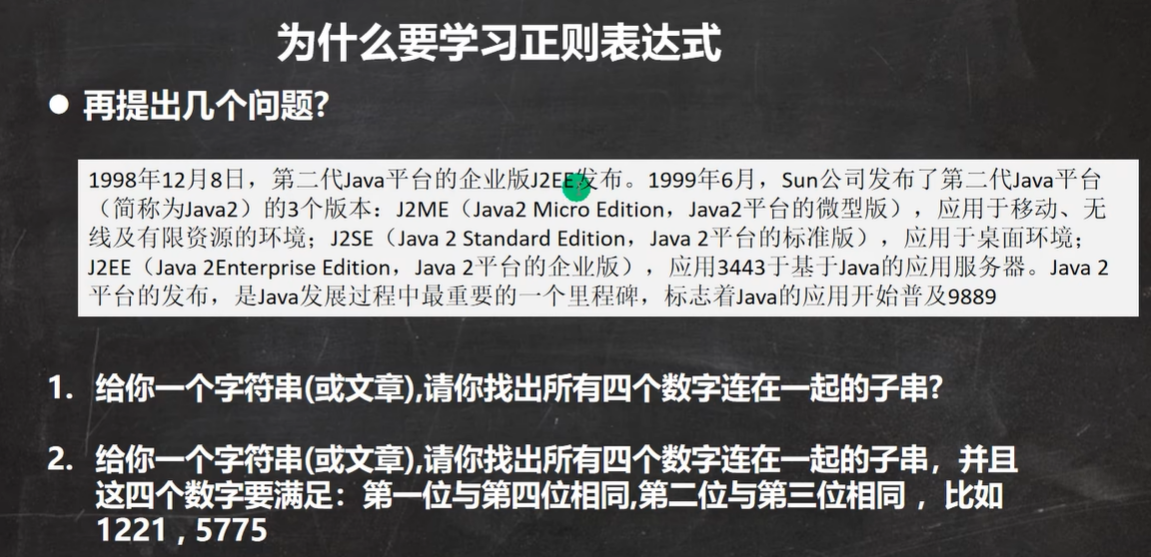 为什么要学习正则表达式
● 再提出几个问题?
1998年12月8日，第二代Java平台的企业版J2EE发布。1999年6月，Sun公司发布了第二代Java平台
（简称为Java2）的3个版本：J2ME（Java2 Micro Edition，Java2平台的微型版），应用于移动、无
线及有限资源的环境；J2SE（Java 2 Standard Edition，Java 2平台的标准版），应用于桌面环境；
J2EE（Java 2Enterprise Edition，Java 2平台的企业版），应用3443于基于Java的应用服务器。Java 2
平台的发布，是Java发展过程中最重要的一个里程碑，标志着Java的应用开始普及9889
1. 给你一个字符串(或文章),请你找出所有四个数字连在一起的子串?
2. 给你一个字符串(或文章),请你找出所有四个数字连在一起的子串，并且
这四个数字要满足：第一位与第四位相同,第二位与第三位相同 ，比如
1221 , 5775